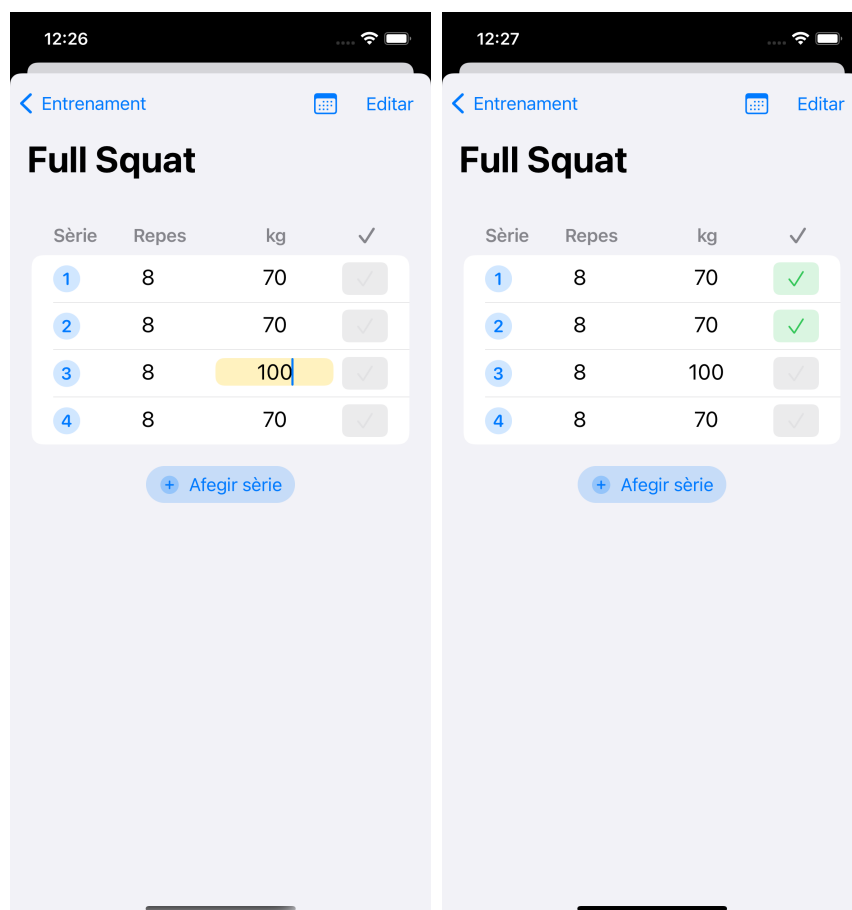 12:26
Entrenament Editar
Full Squat
Sèrie Repes kg
1 8 70
2 8 70
3 8 100
4 8 70
+ Afegir sèrie
12:27
Entrenament Editar
Full Squat
Sèrie Repes kg
1 8 70
2 8 70
3 8 100
4 8 70
+ Afegir sèrie